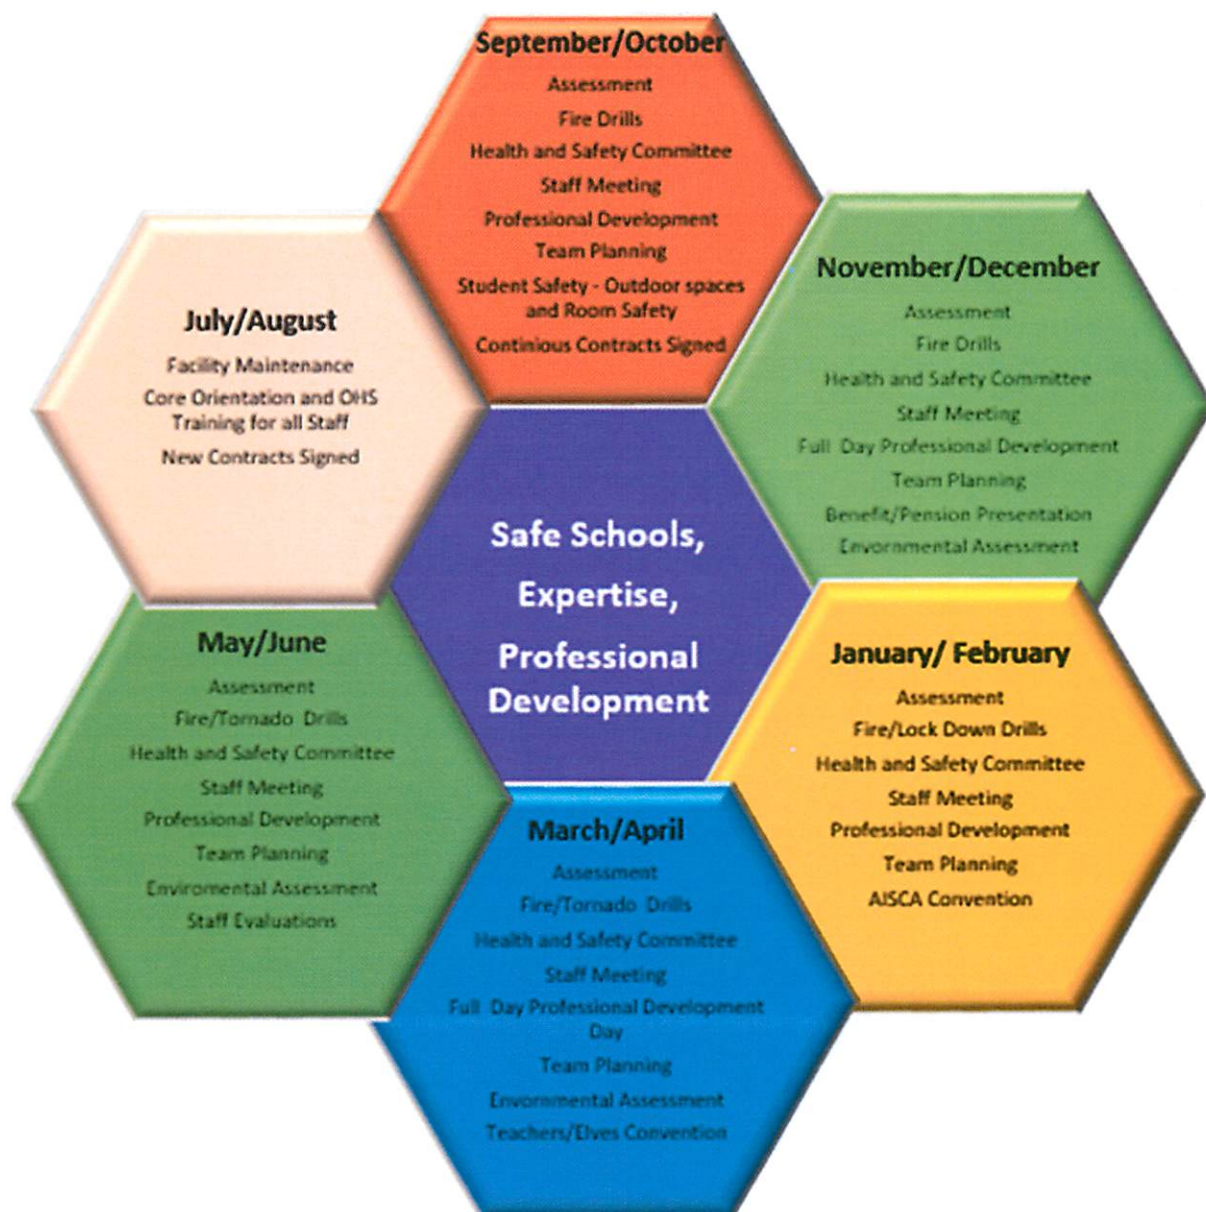 September/October
Assessment
Fire Drills
Health and Safety Committee
Staff Meeting
Professional Development
Team Planning
Student Safety - Outdoor spaces
and Room Safety
Continious Contracts Signed
November/December
Assessment
Fire Drills
Health and Safety Committee
Staff Meeting
Full Day Professional Development
Team Planning
Benefit/Pension Presentation
Envornmental Assessment
January/ February
Assessment
Fire/Lock Down Drills
Health and Safety Committee
Staff Meeting
Professional Development
Team Planning
AISCA Convention
March/April
Assessment
Fire/Tornado Drills
Health and Safety Committee
Staff Meeting
Full Day Professional Development
Day
Team Planning
Envornmental Assessment
Teachers/Elves Convention
May/June
Assessment
Fire/Tornado Drills
Health and Safety Committee
Staff Meeting
Professional Development
Team Planning
Enviromental Assessment
Staff Evaluations
July/August
Facility Maintenance
Core Orientation and OHS
Training for all Staff
New Contracts Signed
Safe Schools,
Expertise,
Professional
Development